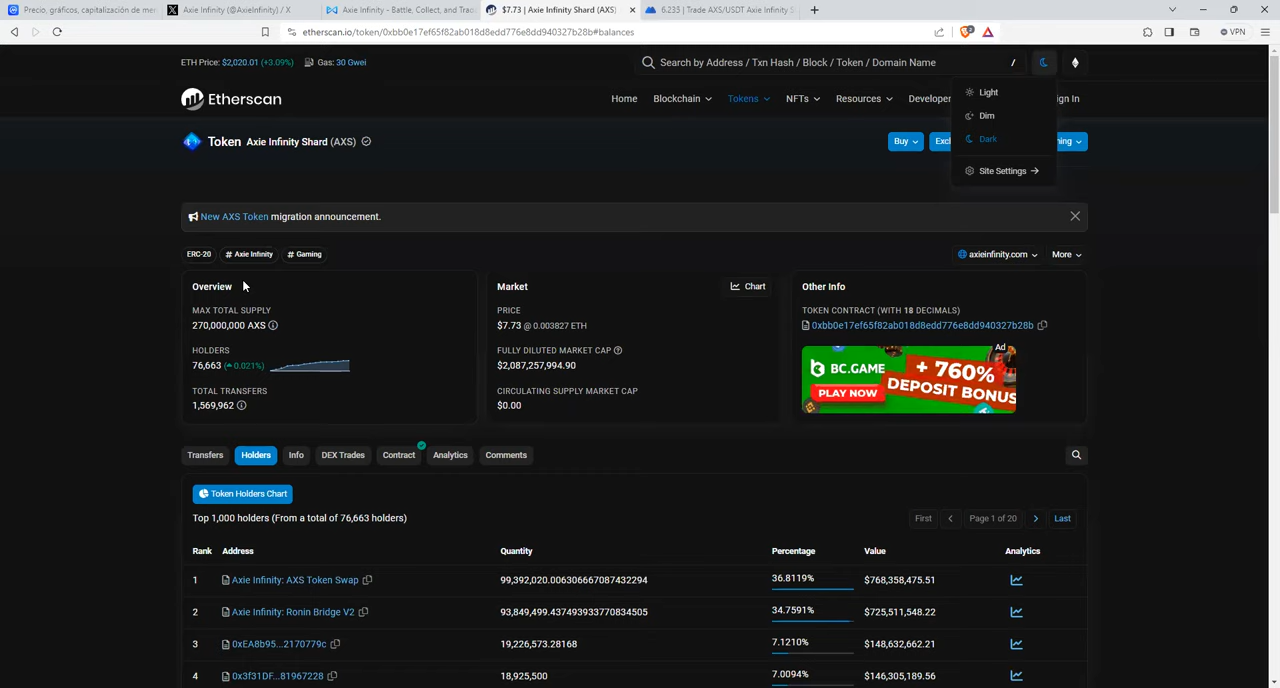 Precio, gráficos, capitalización de mer
Axie Infinity (@AxieInfinity) / X
Axie Infinity - Battle, Collect, and Trad
$7.73 | Axie Infinity Shard (AXS)
6.235 | Trade AXS/USDT Axie Infinity S
etherscan.io/token/0xbb0e17ef65f82ab018d8edd776e8dd940327b28b#balances
VPN
ETH Price: $2,020.01 (+3.09%) Gas: 30 Gwei
Search by Address / Txn Hash / Block / Token / Domain Name
/
Etherscan
Home
Blockchain
Tokens
NFTs
Resources
Developer
gn In
Light
Dim
Dark
Site Settings
Token Axie Infinity Shard (AXS)
Buy
Exc
ing
New AXS Token migration announcement.
ERC-20
# Axie Infinity
# Gaming
axieinfinity.com
More
Overview
MAX TOTAL SUPPLY
270,000,000 AXS
HOLDERS
76,663 (0.021%)
TOTAL TRANSFERS
1,569,962
Market
Chart
PRICE
$7.73 @ 0.003827 ETH
FULLY DILUTED MARKET CAP
$2,087,257,994.90
CIRCULATING SUPPLY MARKET CAP
$0.00
Other Info
TOKEN CONTRACT (WITH 18 DECIMALS)
0xbb0e17ef65f82ab018d8edd776e8dd940327b28b
Ad
BC.GAME
PLAY NOW
+ 760%
DEPOSIT BONUS
Transfers
Holders
Info
DEX Trades
Contract
Analytics
Comments
Token Holders Chart
Top 1,000 holders (From a total of 76,663 holders)
First
Page 1 of 20
Last
Rank Address Quantity Percentage Value Analytics
1 Axie Infinity: AXS Token Swap 99,392,020.006306667087432294 36.8119% $768,358,475.51
2 Axie Infinity: Ronin Bridge V2 93,849,499.437493933770834505 34.7591% $725,511,548.22
3 0xEA8b95...2170779c 19,226,573.28168 7.1210% $148,632,662.21
4 0x3f31DF...81967228 18,925,500 7.0094% $146,305,189.56